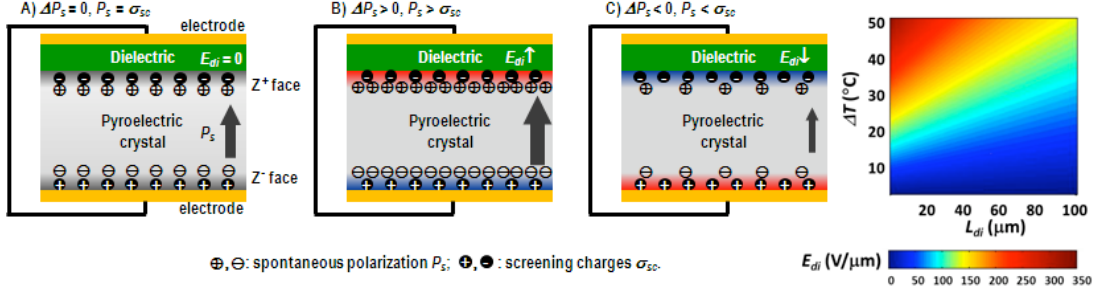 A) ΔPs = 0, Ps = σsc
electrode
Dielectric Edi = 0
Z+ face
Pyroelectric
crystal
Ps
Z- face
electrode
B) ΔPs > 0, Ps > σsc
Dielectric Edi↑
Pyroelectric
crystal
C) ΔPs < 0, Ps < σsc
Dielectric Edi↓
Pyroelectric
crystal
⊕,⊖: spontaneous polarization Ps; +,-: screening charges σsc.
ΔT (°C)
50
40
30
20
10
20 40 60 80 100
Ldi (μm)
Edi (V/μm)
0 50 100 150 200 250 300 350